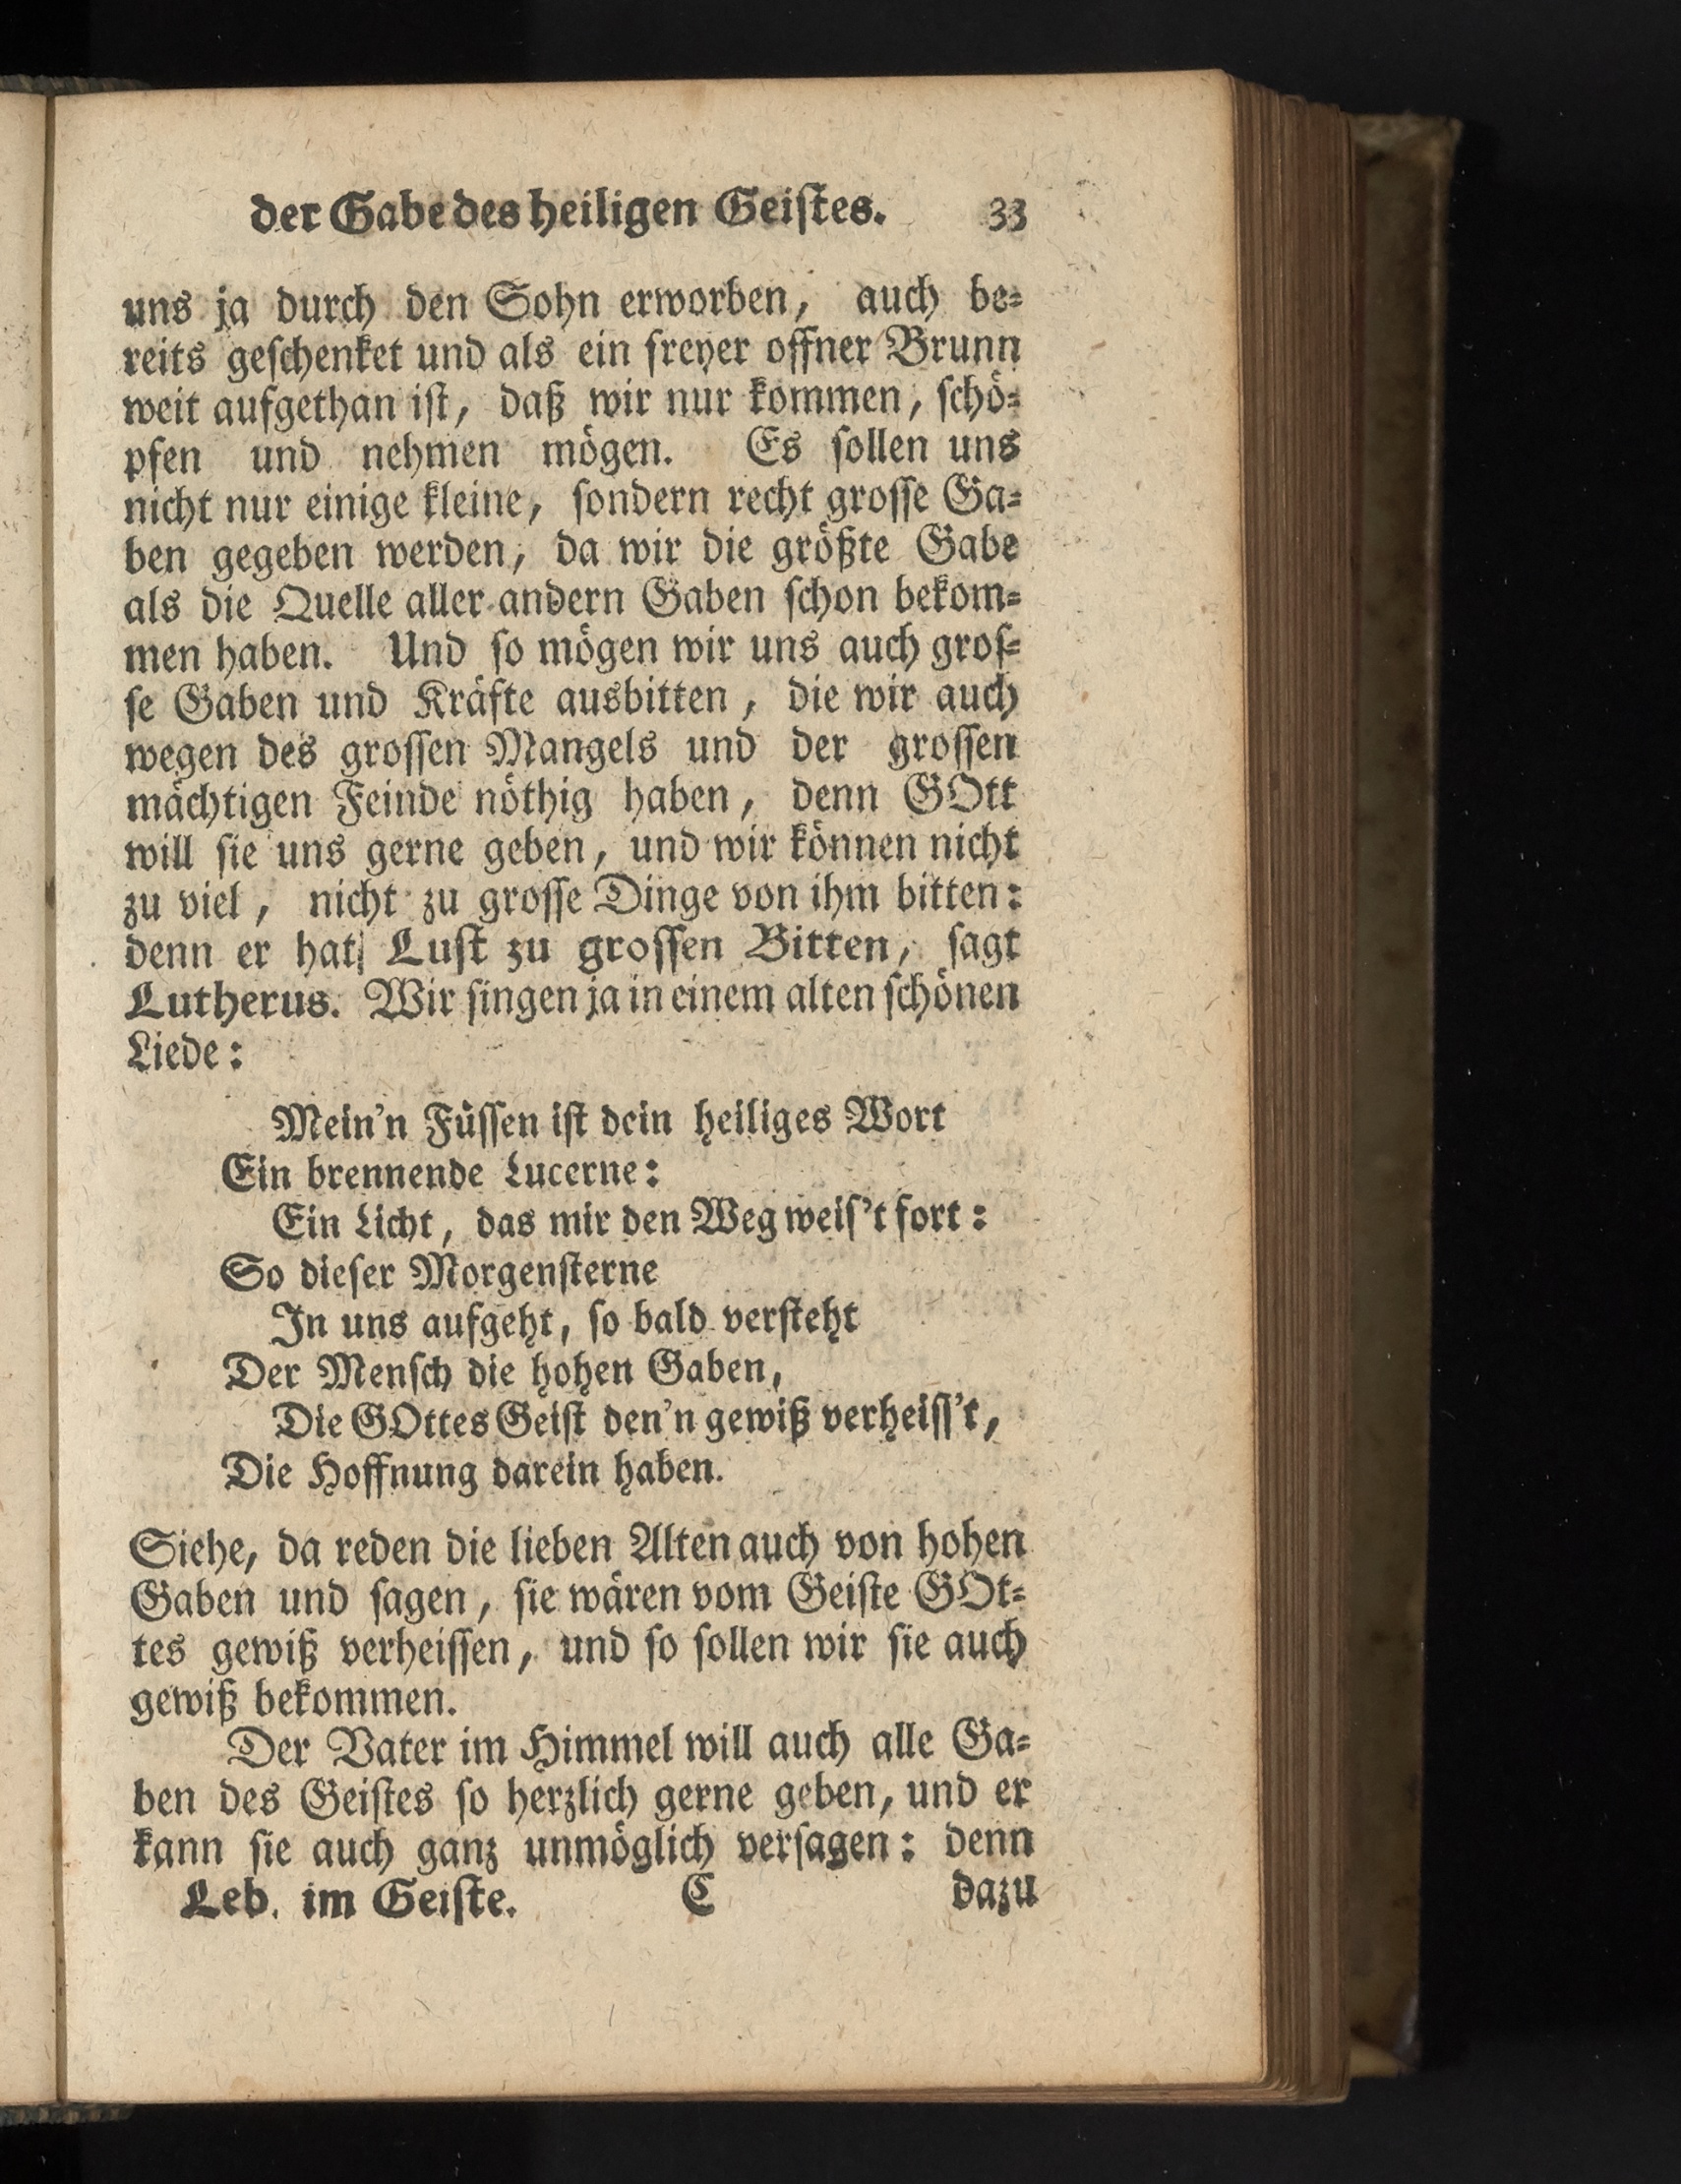 der Gabe des heiligen Geiſtes. 33
uns ja durch den Sohn erworben, auch be⸗
reits geſchenket und als ein freyer offner Brunn
weit aufgethan iſt, daß wir nur kommen, ſchö⸗
pfen und nehmen mögen. Es ſollen uns
nicht nur einige kleine, ſondern recht groſſe Ga⸗
ben gegeben werden, da wir die größte Gabe
als die Quelle aller andern Gaben ſchon bekom⸗
men haben. Und ſo mögen wir uns auch groſ⸗
ſe Gaben und Kräfte ausbitten, die wir auch
wegen des groſſen Mangels und der groſſen
mächtigen Feinde nöthig haben, denn GOtt
will ſie uns gerne geben, und wir können nicht
zu viel, nicht zu groſſe Dinge von ihm bitten:
denn er hat Luſt zu groſſen Bitten, ſagt
Lutherus. Wir ſingen ja in einem alten ſchönen
Liede:
Mein'n Füſſen iſt dein heiliges Wort
Ein brennende Lucerne:
Ein Licht, das mir den Weg weiſ't fort:
So dieſer Morgenſterne
In uns aufgeht, ſo bald verſteht
Der Menſch die hohen Gaben,
Die GOttes Geiſt den'n gewiß verheiſſ't,
Die Hoffnung darein haben.
Siehe, da reden die lieben Alten auch von hohen
Gaben und ſagen, ſie wären vom Geiſte GOt⸗
tes gewiß verheiſſen, und ſo ſollen wir ſie auch
gewiß bekommen.
Der Vater im Himmel will auch alle Ga⸗
ben des Geiſtes ſo herzlich gerne geben, und er
kann ſie auch ganz unmöglich verſagen: denn
Leb. im Geiſte. C dazu